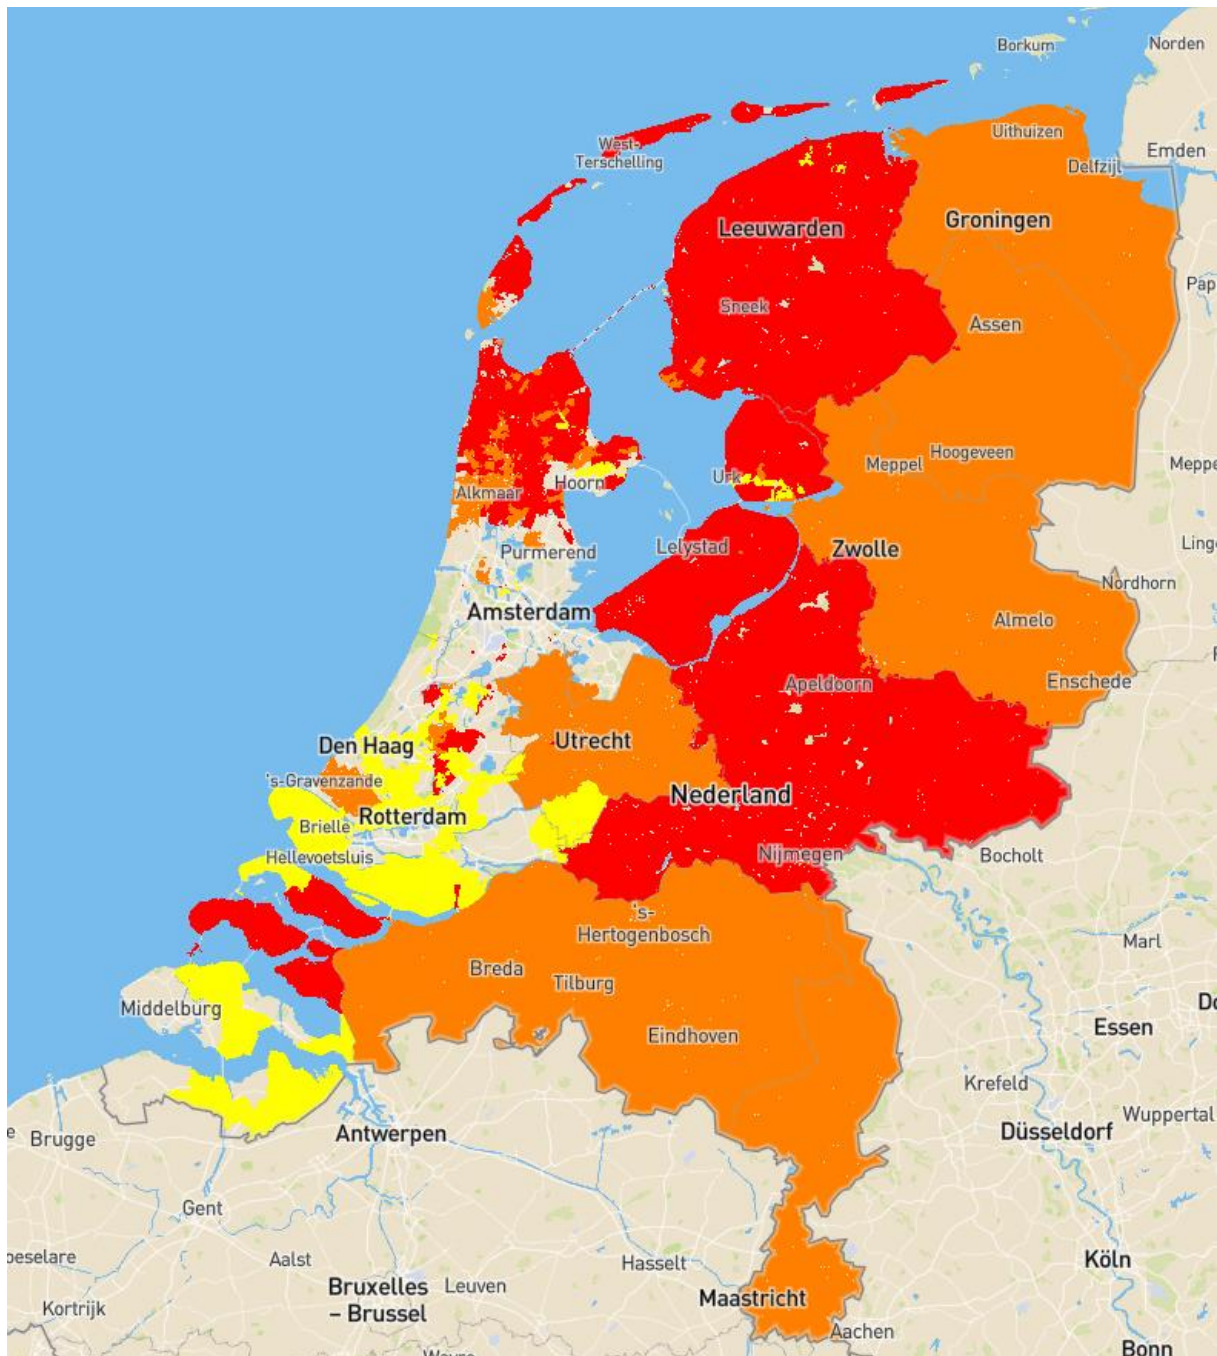 Borkum
Norden
Uithuizen
West-
Terschelling
Emden
Delfzijl
Leeuwarden
Groningen
Pap
Sneek
Assen
Hoogeveen
Meppel
Meppe
Urk
Hoorn
Alkmaar
Purmerend
Lelystad
Zwolle
Ling
Nordhorn
Amsterdam
Almelo
Apeldoorn
Enschede
Den Haag
Utrecht
's-Gravenzande
Nederland
Rotterdam
Brielle
Hellevoetsluis
Nijmegen
Bocholt
's-
Hertogenbosch
Marl
Breda
Tilburg
Middelburg
Do
Essen
Eindhoven
Krefeld
Wuppertal
Düsseldorf
Antwerpen
e
Brugge
Gent
oeselare
Aalst
Hasselt
Köln
Bruxelles
– Brussel
Leuven
Maastricht
Kortrijk
Aachen
Bonn